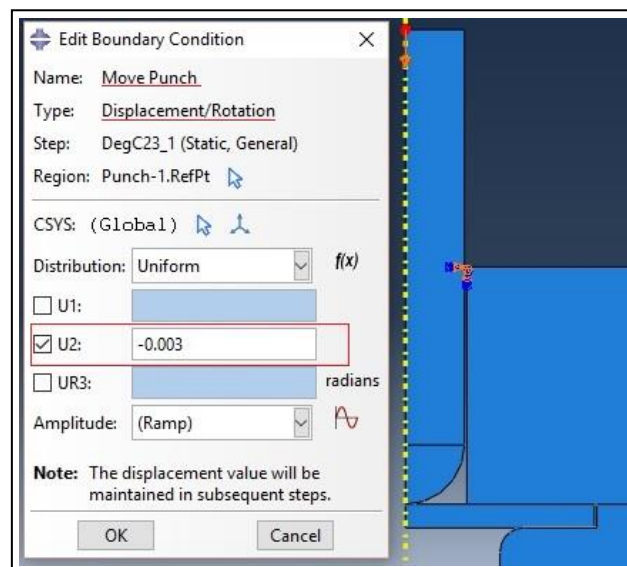 Edit Boundary Condition
Name: Move Punch
Type: Displacement/Rotation
Step: DegC23_1 (Static, General)
Region: Punch-1.RefPt
CSYS: (Global)
Distribution: Uniform f(x)
U1:
U2: -0.003
UR3: radians
Amplitude: (Ramp)
Note: The displacement value will be
maintained in subsequent steps.
OK Cancel